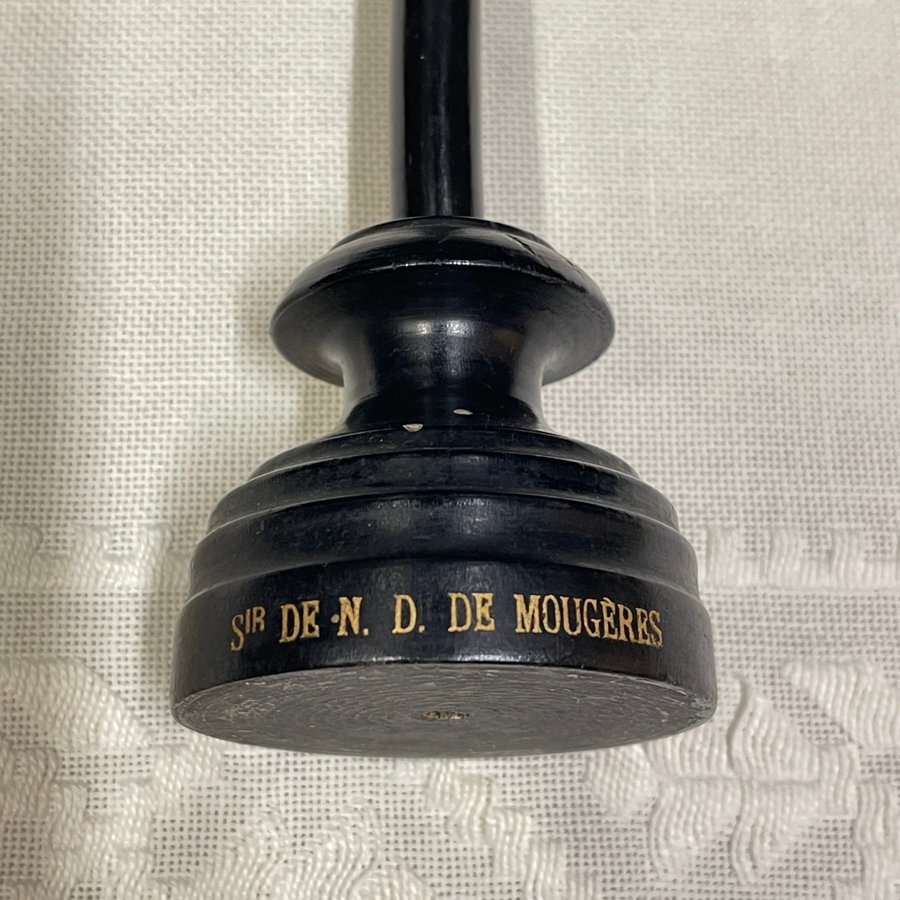 SIR DE N. D. DE MOUGÈRES